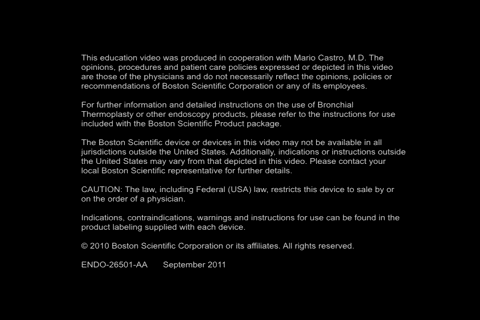 This education video was produced in cooperation with Mario Castro, M.D. The
opinions, procedures and patient care policies expressed or depicted in this video
are those of the physicians and do not necessarily reflect the opinions, policies or
recommendations of Boston Scientific Corporation or any of its employees.
For further information and detailed instructions on the use of Bronchial
Thermoplasty or other endoscopy products, please refer to the instructions for use
included with the Boston Scientific Product package.
The Boston Scientific device or devices in this video may not be available in all
jurisdictions outside the United States. Additionally, indications or instructions outside
the United States may vary from that depicted in this video. Please contact your
local Boston Scientific representative for further details.
CAUTION: The law, including Federal (USA) law, restricts this device to sale by or
on the order of a physician.
Indications, contraindications, warnings and instructions for use can be found in the
product labeling supplied with each device.
© 2010 Boston Scientific Corporation or its affiliates. All rights reserved.
ENDO-26501-AA September 2011